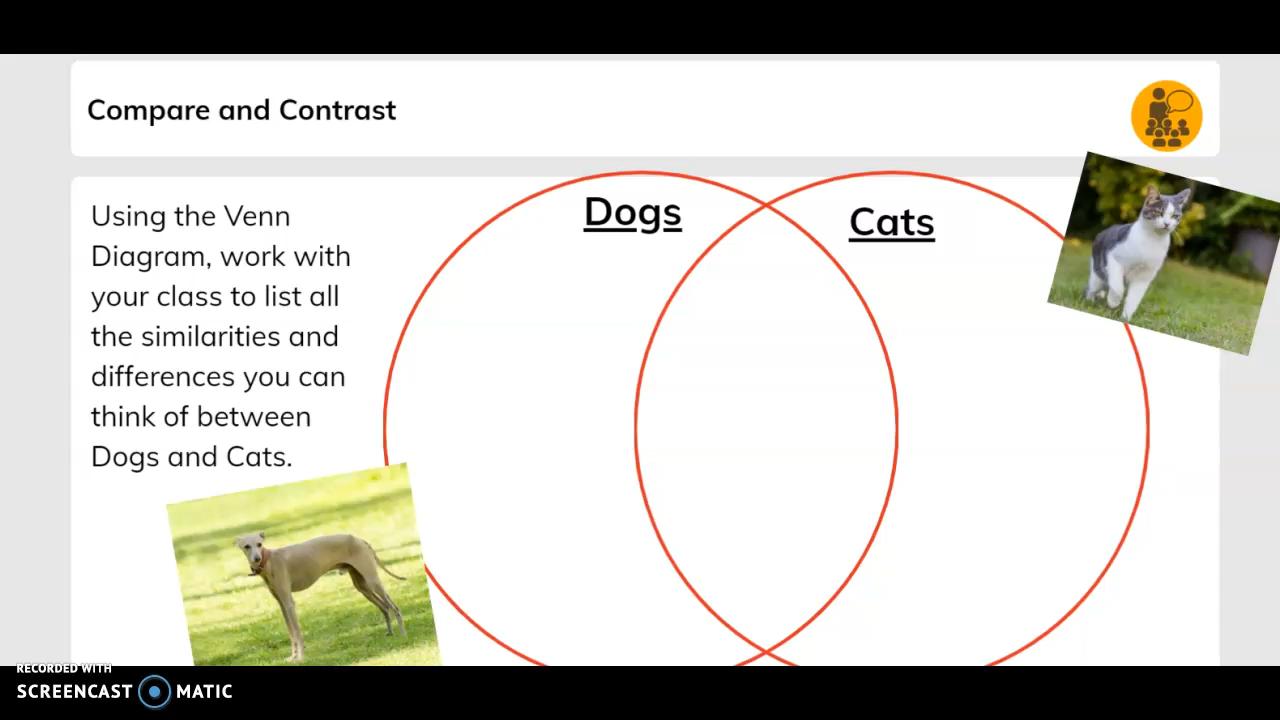 Compare and Contrast
Using the Venn
Diagram, work with
your class to list all
the similarities and
differences you can
think of between
Dogs and Cats.
Dogs
Cats
RECORDED WITH
SCREENCAST MATIC